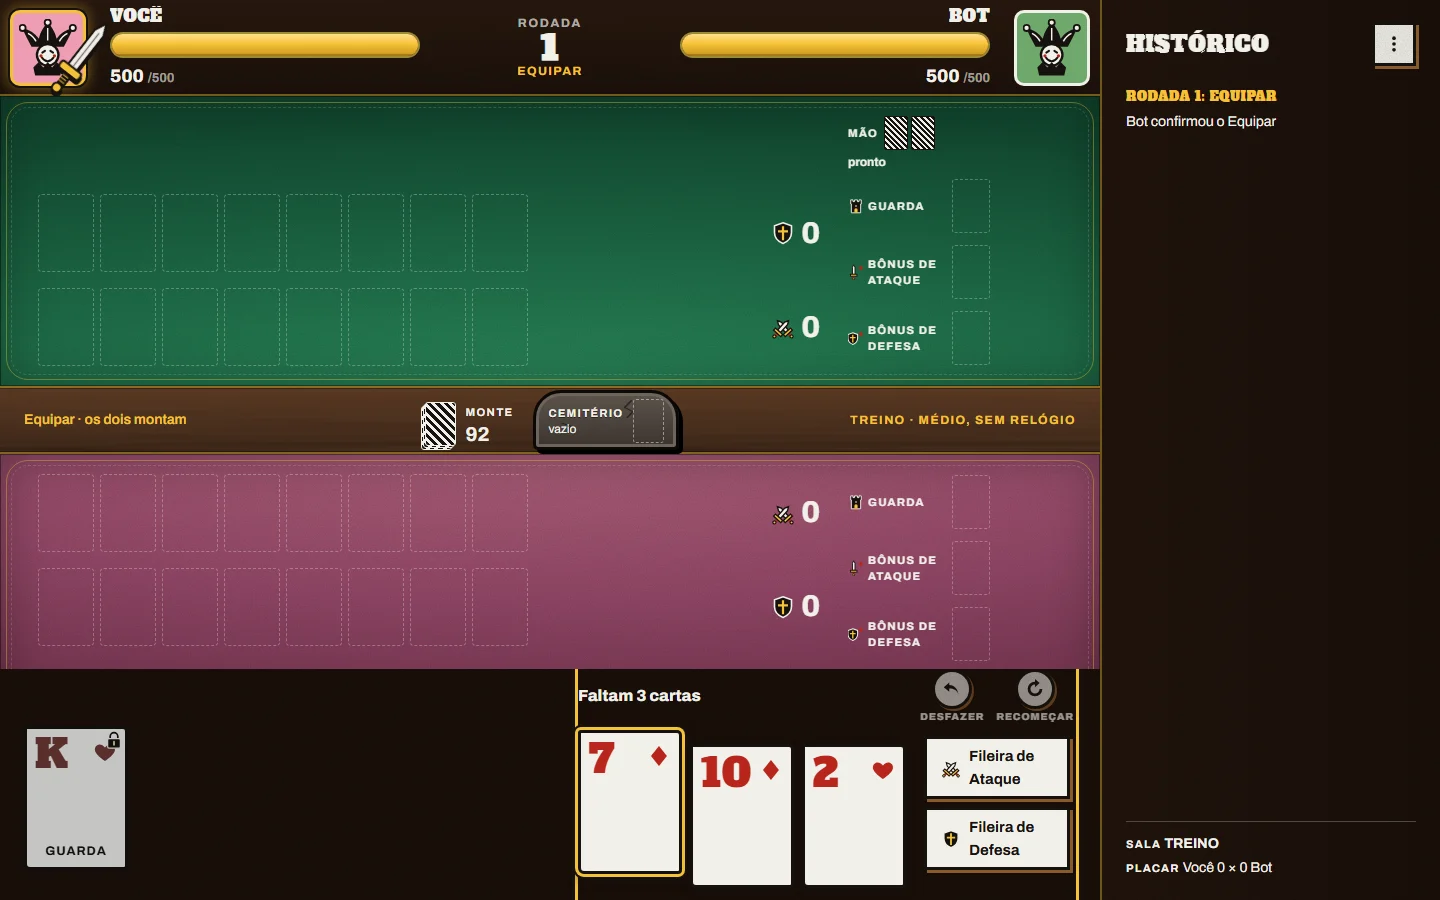 VOCÊ
500 /500
RODADA
1
EQUIPAR
BOT
500 /500
MÃO
pronto
GUARDA
0
BÔNUS DE
ATAQUE
0
BÔNUS DE
DEFESA
Equipar · os dois montam
MONTE
92
CEMITÉRIO
vazio
TREINO · MÉDIO, SEM RELÓGIO
0
GUARDA
BÔNUS DE
ATAQUE
0
BÔNUS DE
DEFESA
K
GUARDA
Faltam 3 cartas
DESFAZER
RECOMEÇAR
7
10
2
Fileira de
Ataque
Fileira de
Defesa
HISTÓRICO
RODADA 1: EQUIPAR
Bot confirmou o Equipar
SALA TREINO
PLACAR Você 0 × 0 Bot